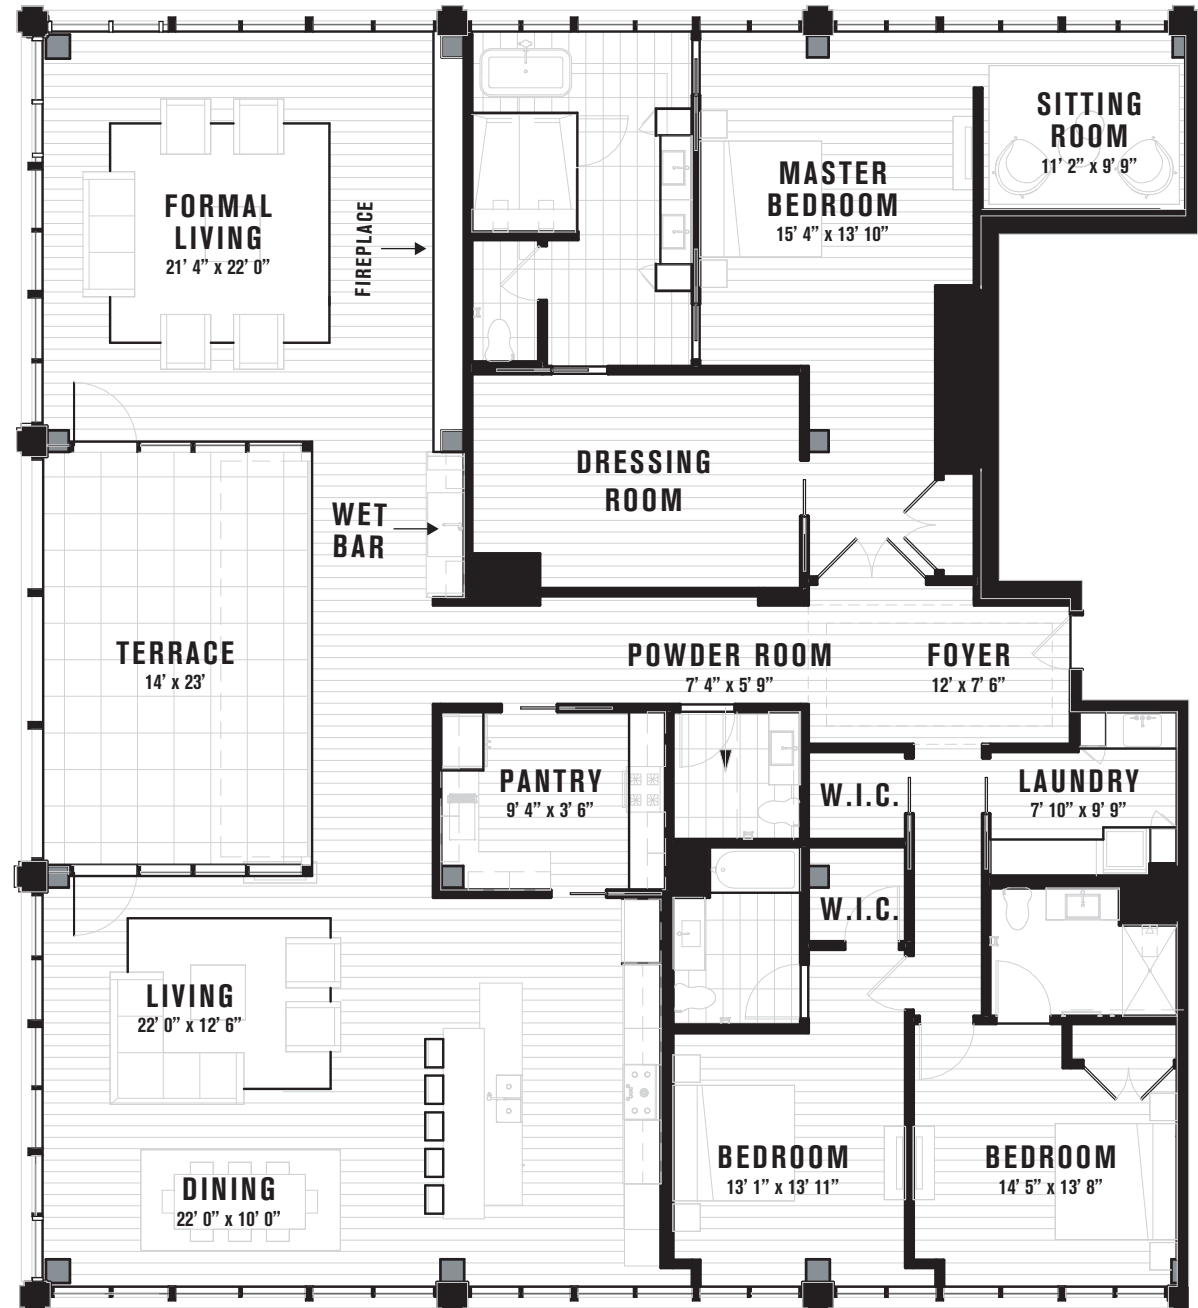 SITTING
ROOM
11’ 2” x 9’ 9”
MASTER
BEDROOM
15’ 4” x 13’ 10”
FORMAL
LIVING
21’ 4” x 22’ 0”
FIREPLACE
DRESSING
ROOM
WET
BAR
TERRACE
14’ x 23’
POWDER ROOM
7’ 4” x 5’ 9”
FOYER
12’ x 7’ 6”
PANTRY
9’ 4” x 3’ 6”
W.I.C.
LAUNDRY
7’ 10” x 9’ 9”
W.I.C.
LIVING
22’ 0” x 12’ 6”
BEDROOM
13’ 1” x 13’ 11”
BEDROOM
14’ 5” x 13’ 8”
DINING
22’ 0” x 10’ 0”